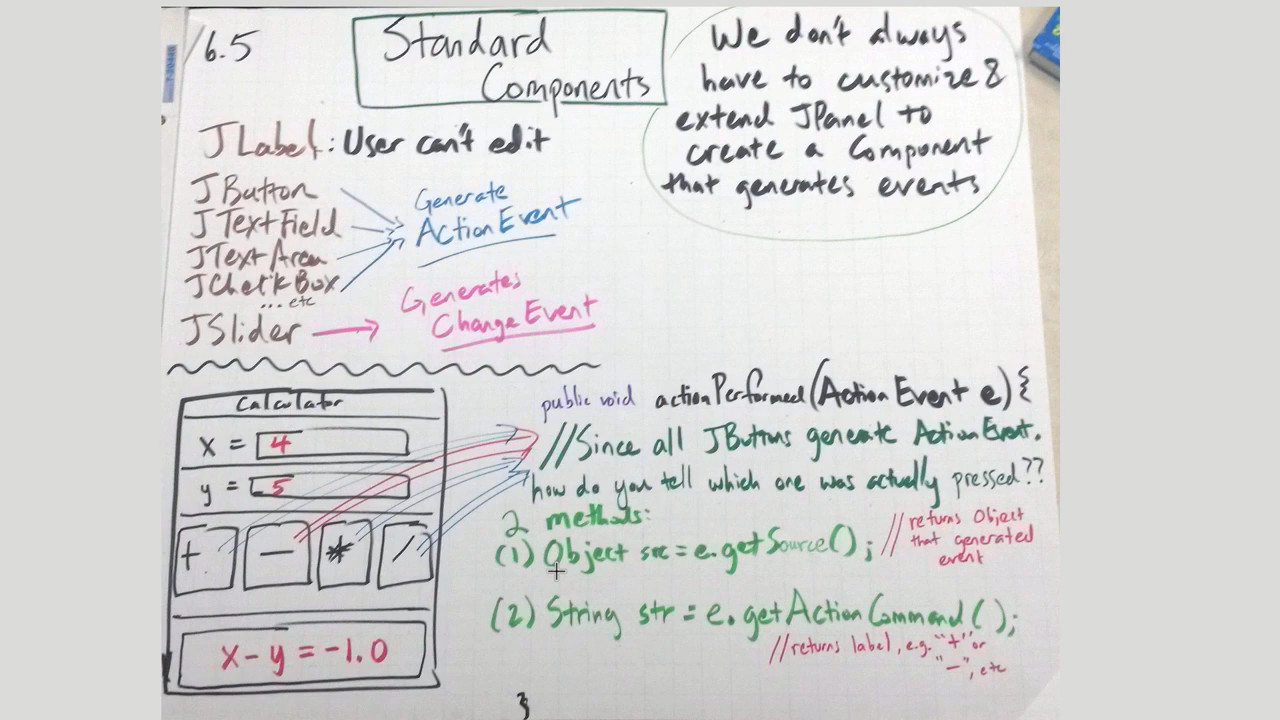 16.5
Standard
Components
We don't always
have to customize &
extend JPanel to
create a Component
that generates events
JLabel: User can't edit
JButton
JTextField
JTextArea
JCheckBox
... etc
JSlider
Generate
ActionEvent
Generates
ChangeEvent
Calculator
x = 4
y = 5
+ — * /
x - y = -1.0
public void actionPerformed(ActionEvent e) {
//Since all JButtons generate ActionEvent.
how do you tell which one was actually pressed??
2 methods:
(1) Object src = e.getSource();
//returns Object
that generated
event
(2) String str = e.getActionCommand();
//returns label, e.g. "+" or
"—", etc
}